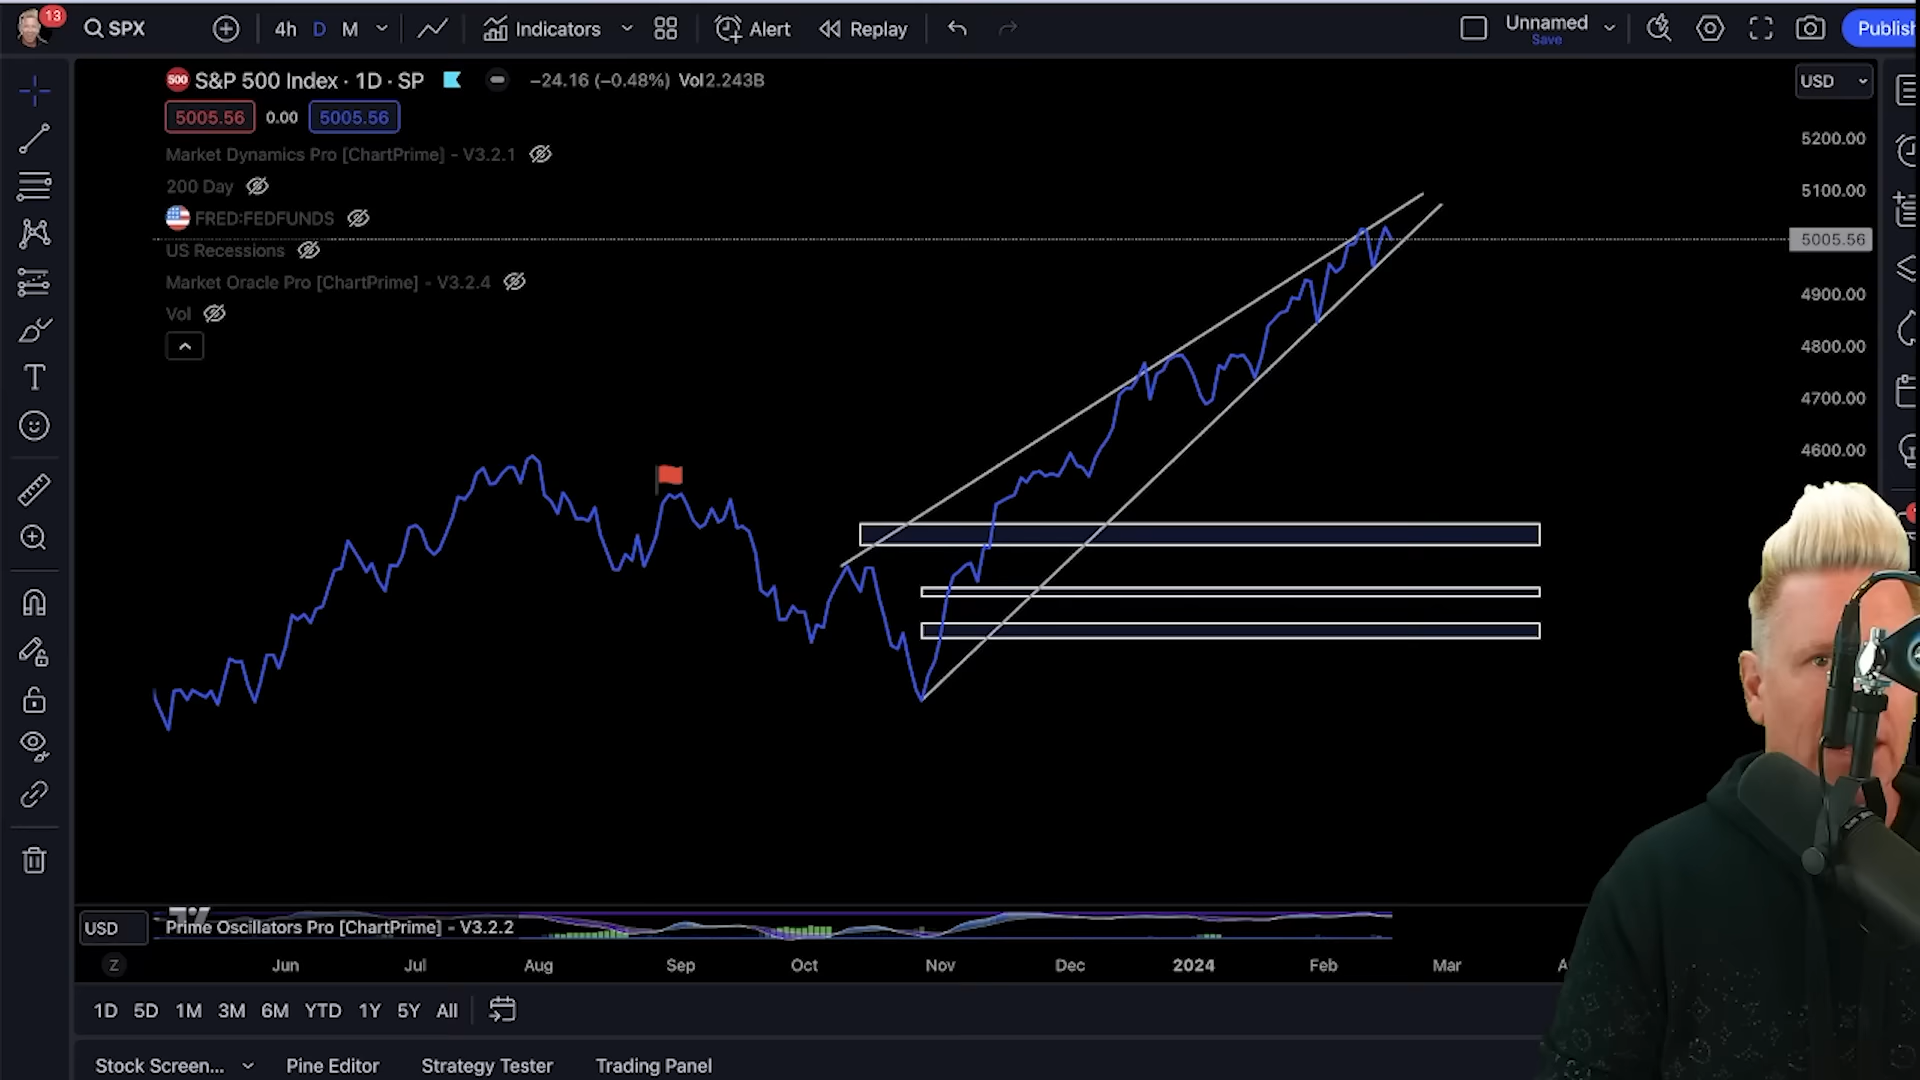 13
SPX
4h D M
Indicators
Alert
Replay
Unnamed
Save
Publish
500 S&P 500 Index · 1D · SP
−24.16 (−0.48%) Vol2.243B
USD
5005.56 0.00 5005.56
Market Dynamics Pro [ChartPrime] - V3.2.1
200 Day
FRED:FEDFUNDS
US Recessions
Market Oracle Pro [ChartPrime] - V3.2.4
Vol
5200.00
5100.00
5005.56
4900.00
4800.00
4700.00
4600.00
USD
Prime Oscillators Pro [ChartPrime] - V3.2.2
Z
Jun Jul Aug Sep Oct Nov Dec 2024 Feb Mar
1D 5D 1M 3M 6M YTD 1Y 5Y All
Stock Screen... Pine Editor Strategy Tester Trading Panel